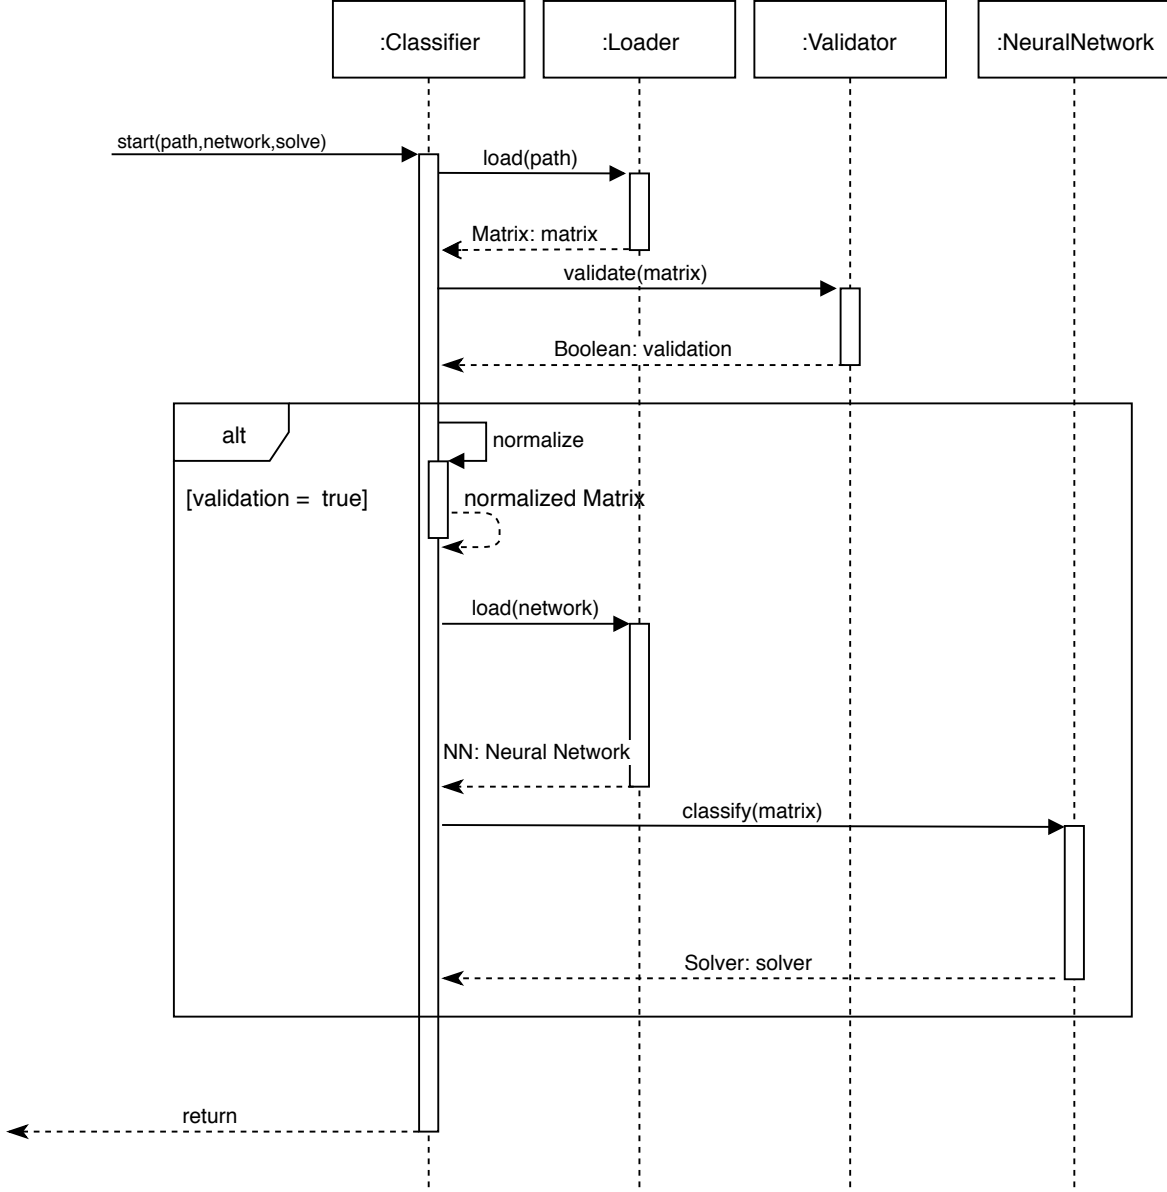 :Classifier
:Loader
:Validator
:NeuralNetwork
start(path,network,solve)
load(path)
Matrix: matrix
validate(matrix)
Boolean: validation
alt
normalize
[validation =  true]
normalized Matrix
load(network)
NN: Neural Network
classify(matrix)
Solver: solver
return